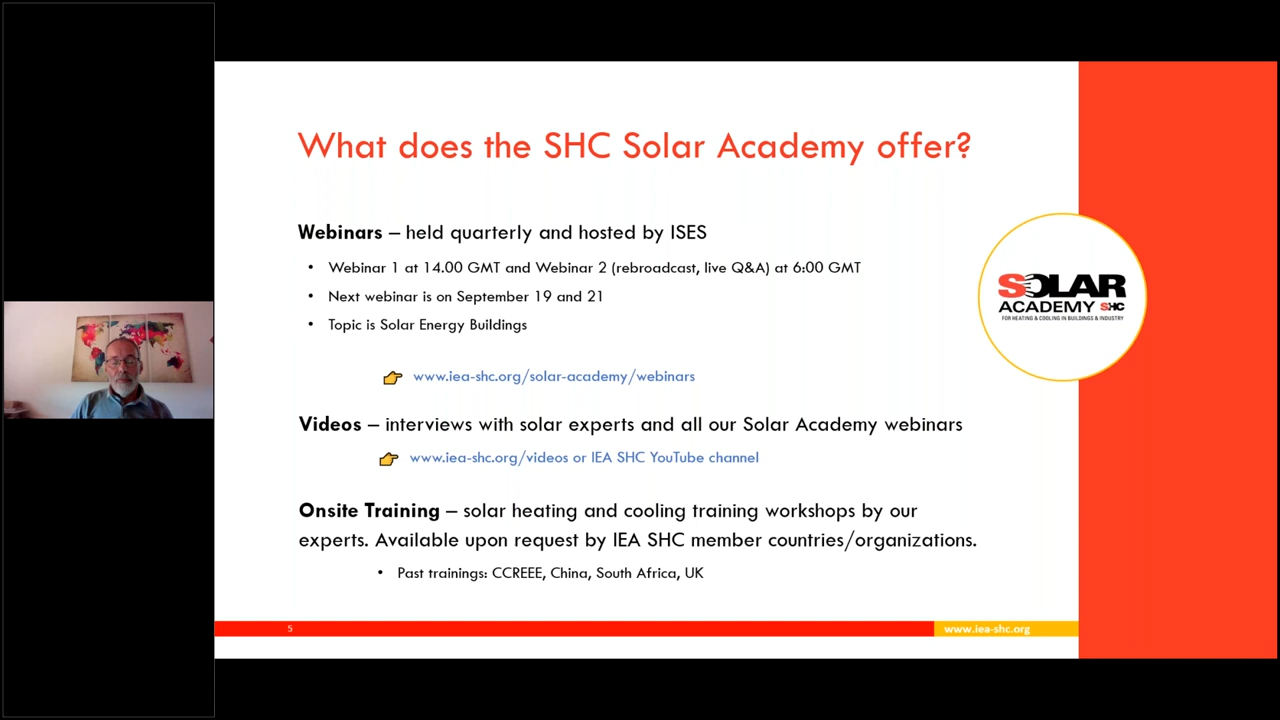 What does the SHC Solar Academy offer?
Webinars – held quarterly and hosted by ISES
• Webinar 1 at 14.00 GMT and Webinar 2 (rebroadcast, live Q&A) at 6:00 GMT
• Next webinar is on September 19 and 21
• Topic is Solar Energy Buildings
www.iea-shc.org/solar-academy/webinars
Videos – interviews with solar experts and all our Solar Academy webinars
www.iea-shc.org/videos or IEA SHC YouTube channel
Onsite Training – solar heating and cooling training workshops by our
experts. Available upon request by IEA SHC member countries/organizations.
• Past trainings: CCREEE, China, South Africa, UK
SOLAR
ACADEMY SHC
FOR HEATING & COOLING IN BUILDINGS & INDUSTRY
5
www.iea-shc.org